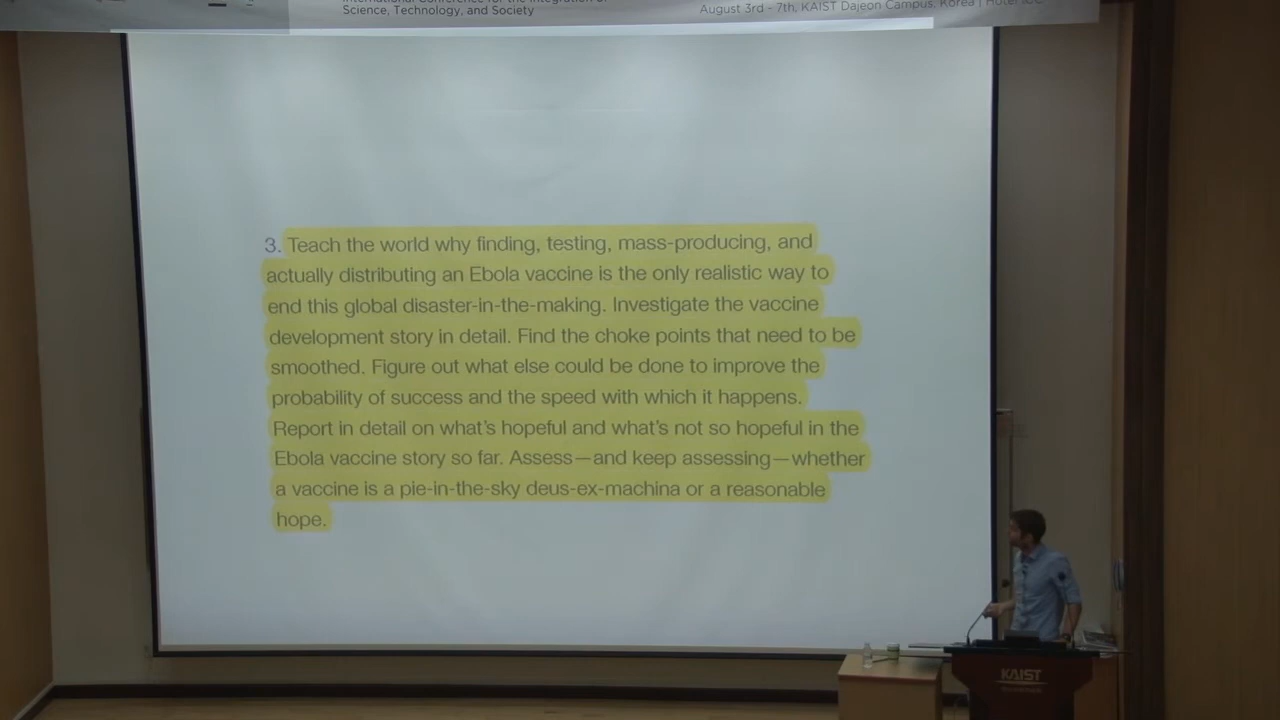 Science, Technology, and Society
August 3rd - 7th, KAIST Dajeon Campus, Korea |
3. Teach the world why finding, testing, mass-producing, and
actually distributing an Ebola vaccine is the only realistic way to
end this global disaster-in-the-making. Investigate the vaccine
development story in detail. Find the choke points that need to be
smoothed. Figure out what else could be done to improve the
probability of success and the speed with which it happens.
Report in detail on what's hopeful and what's not so hopeful in the
Ebola vaccine story so far. Assess—and keep assessing—whether
a vaccine is a pie-in-the-sky deus-ex-machina or a reasonable
hope.
KAIST